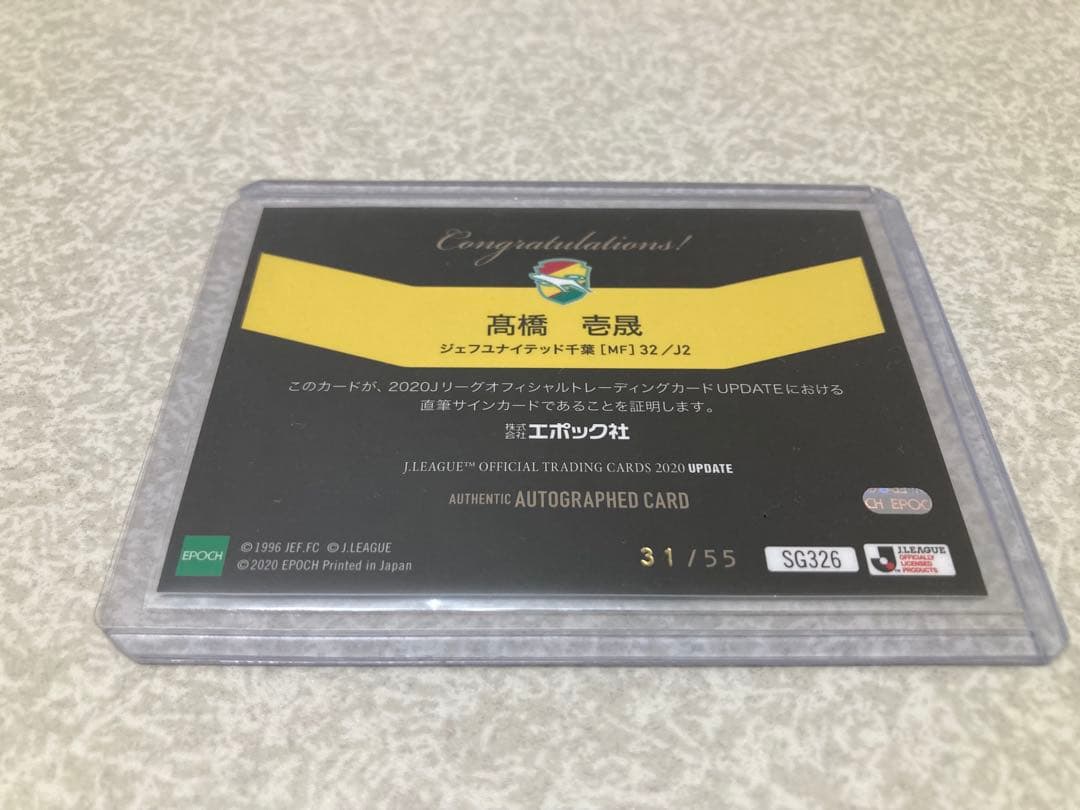 Congratulations!
髙橋 壱晟
ジェフユナイテッド千葉 [MF] 32 /J2
このカードが、2020JリーグオフィシャルトレーディングカードUPDATEにおける
直筆サインカードであることを証明します。
株式会社エポック社
J.LEAGUE™ OFFICIAL TRADING CARDS 2020 UPDATE
AUTHENTIC AUTOGRAPHED CARD
CH EPOC
EPOCH
©1996 JEF.FC ©J.LEAGUE
©2020 EPOCH Printed in Japan
31/55
SG326
J.LEAGUE
OFFICIALLY
LICENSED
PRODUCTS